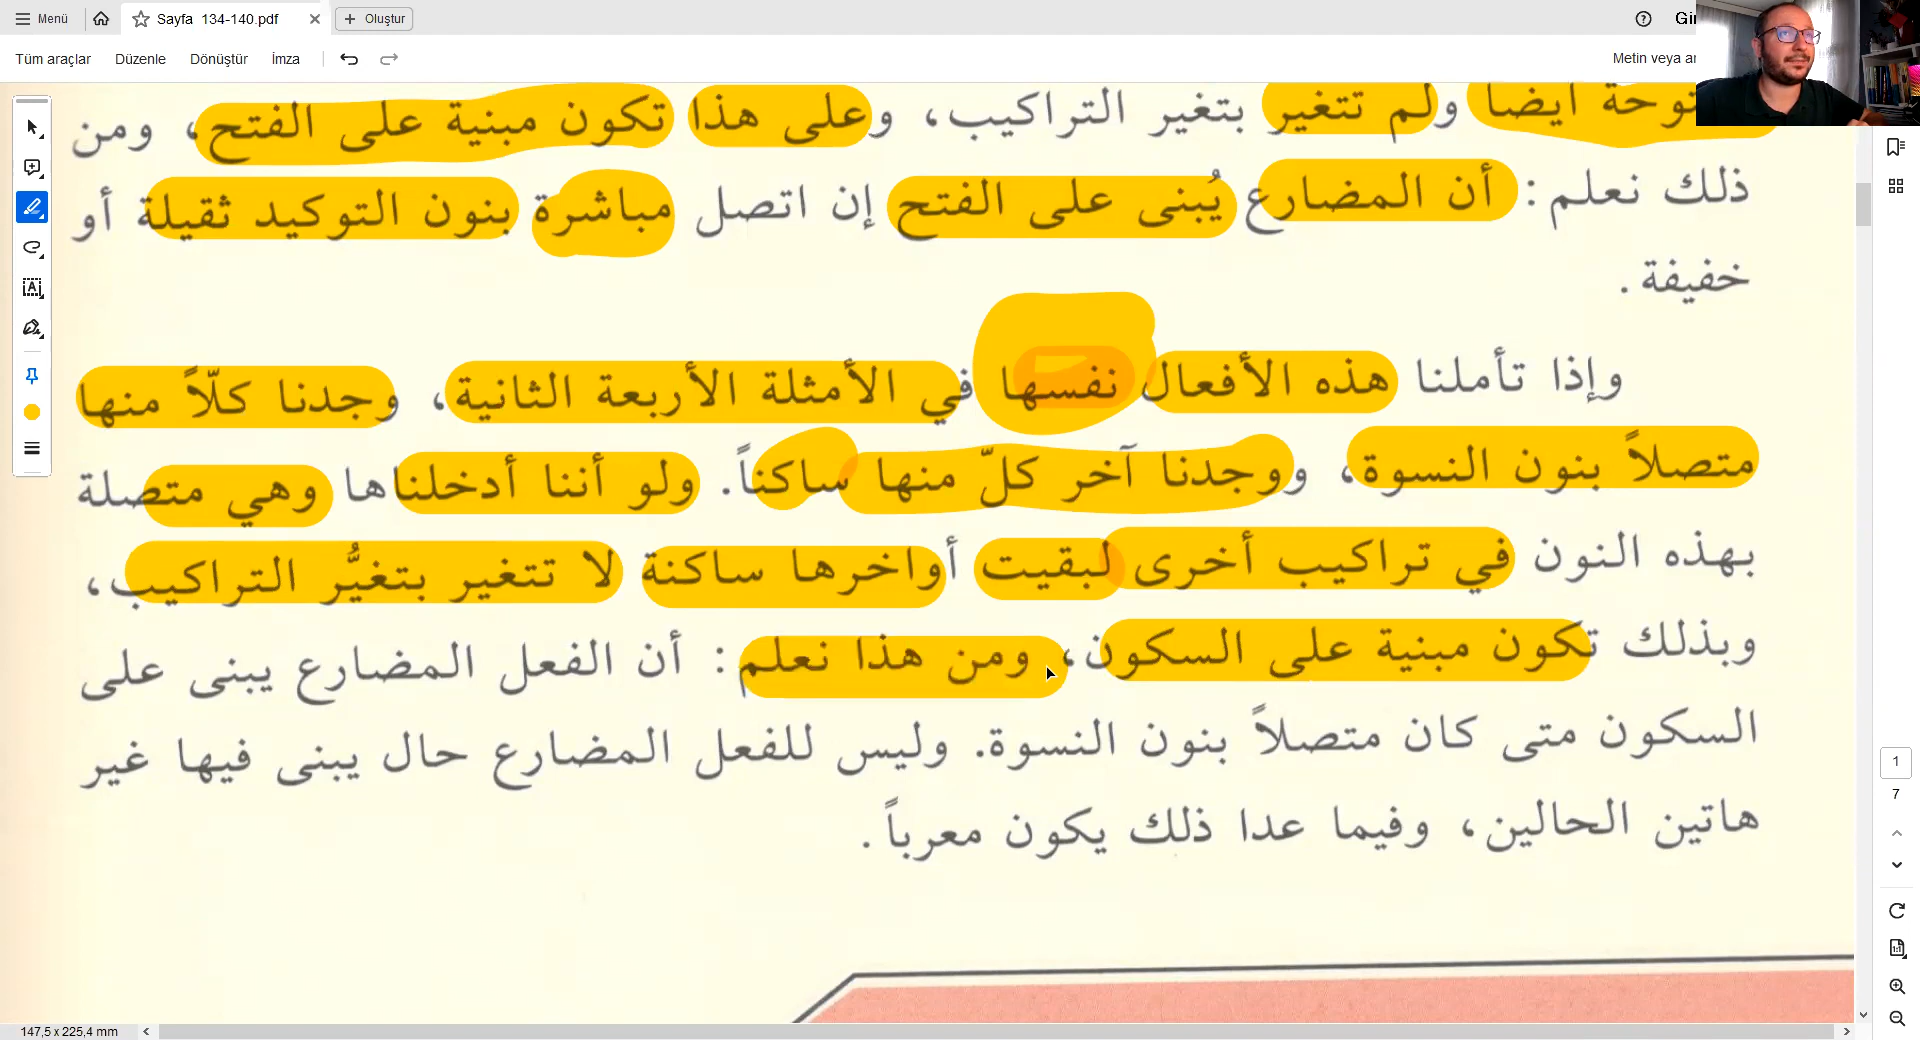 Menü
Sayfa 134-140.pdf
Oluştur
Tüm araçlar
Düzenle
Dönüştür
İmza
Metin veya
أيضا ولم تتغير بتغير التراكيب، وعلى هذا تكون مبنية على الفتح، ومن
ذلك نعلم: أن المضارع يُبنى على الفتح إن اتصل مباشرة بنون التوكيد ثقيلة أو
خفيفة.
وإذا تأملنا هذه الأفعال نفسها في الأمثلة الأربعة الثانية، وجدنا كلّاً منها
متصلاً بنون النسوة، ووجدنا آخر كلّ منها ساكناً. ولو أننا أدخلناها وهي متصلة
بهذه النون في تراكيب أخرى لبقيت أواخرها ساكنة لا تتغير بتغيُّر التراكيب،
وبذلك تكون مبنية على السكون، ومن هذا نعلم: أن الفعل المضارع يبنى على
السكون متى كان متصلاً بنون النسوة. وليس للفعل المضارع حال يبنى فيها غير
هاتين الحالين، وفيما عدا ذلك يكون معرباً.
1
7
147,5 x 225,4 mm